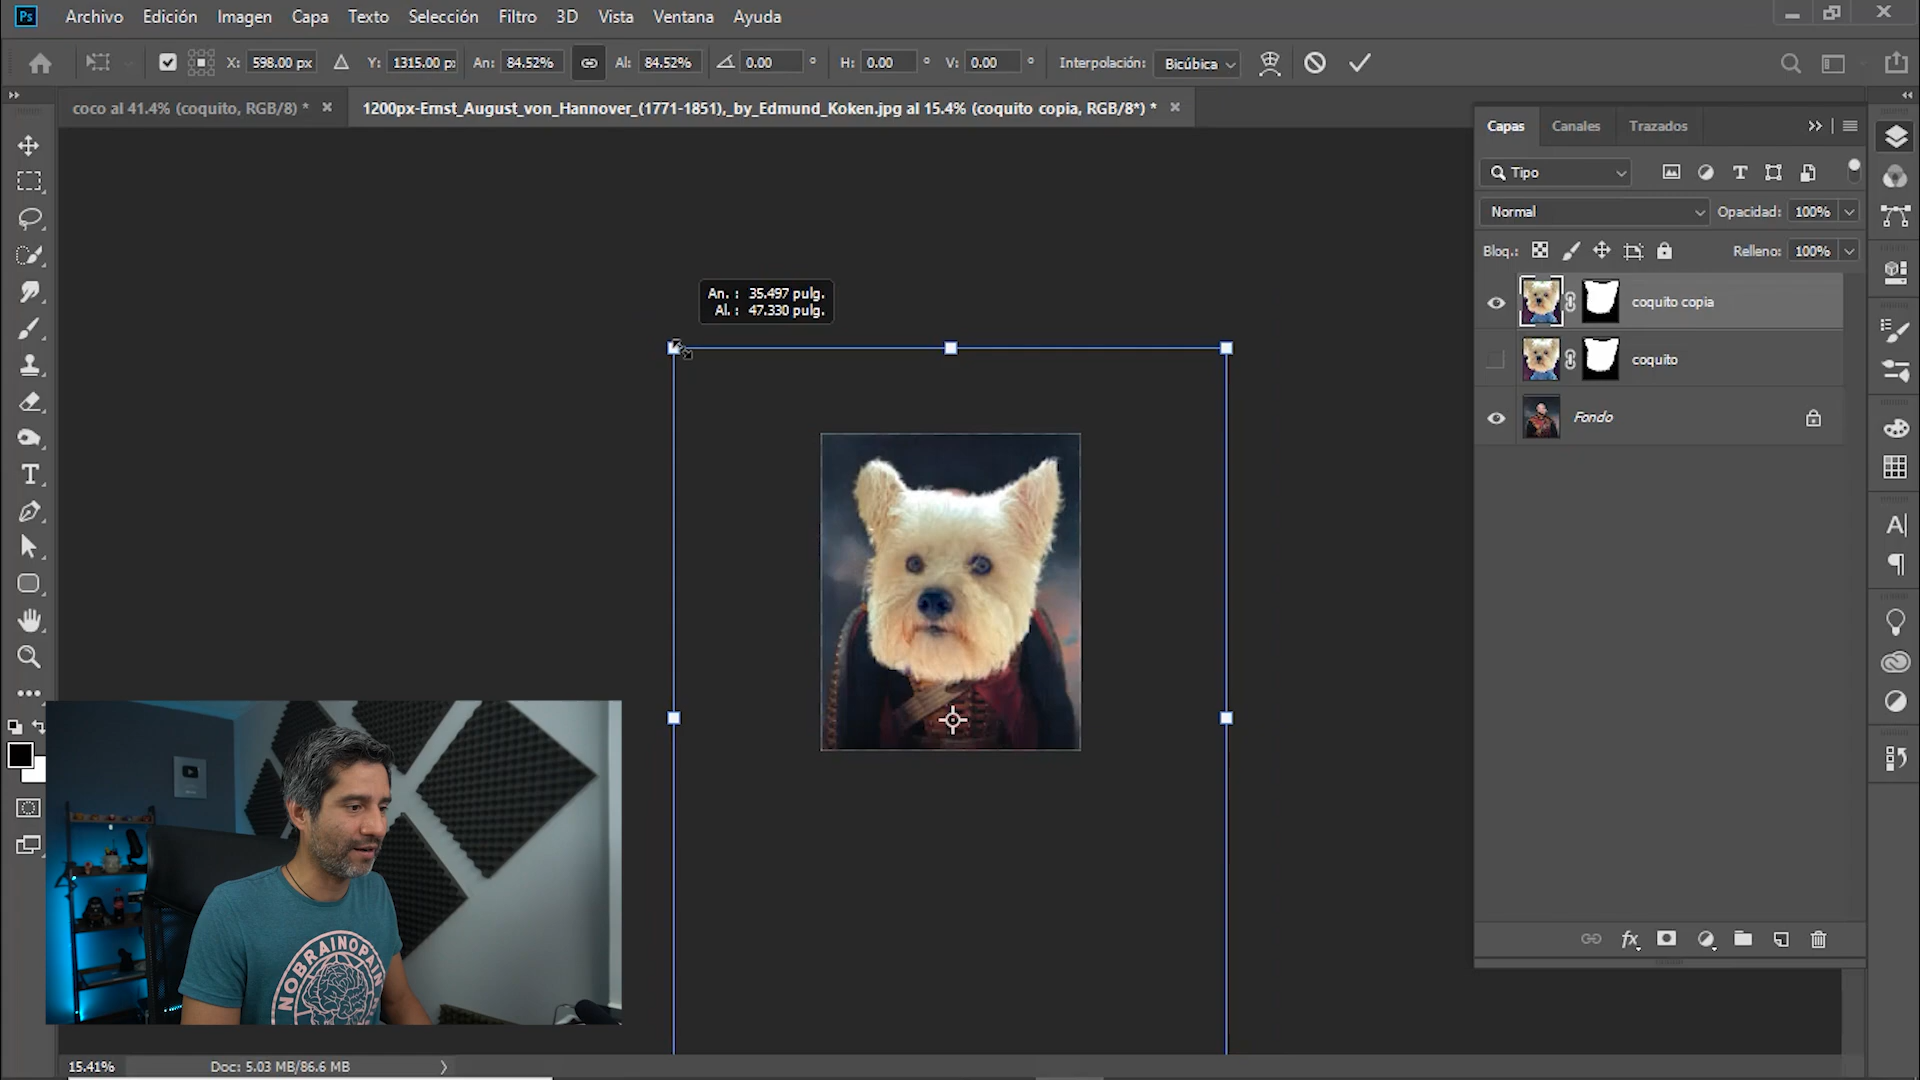 Ps Archivo Edición Imagen Capa Texto Selección Filtro 3D Vista Ventana Ayuda
X: 598.00 px Y: 1315.00 px An: 84.52% Al: 84.52% 0.00 ° H: 0.00 ° V: 0.00 ° Interpolación: Bicúbica
coco al 41.4% (coquito, RGB/8) * 1200px-Ernst_August_von_Hannover_(1771-1851),_by_Edmund_Koken.jpg al 15.4% (coquito copia, RGB/8*) *
Capas Canales Trazados
Tipo
Normal Opacidad: 100%
Bloq.: Relleno: 100%
An. : 35.497 pulg.
Al. : 47.330 pulg.
coquito copia
coquito
Fondo
NOBRAINOPAIN
15.41% Doc: 5.03 MB/86.6 MB